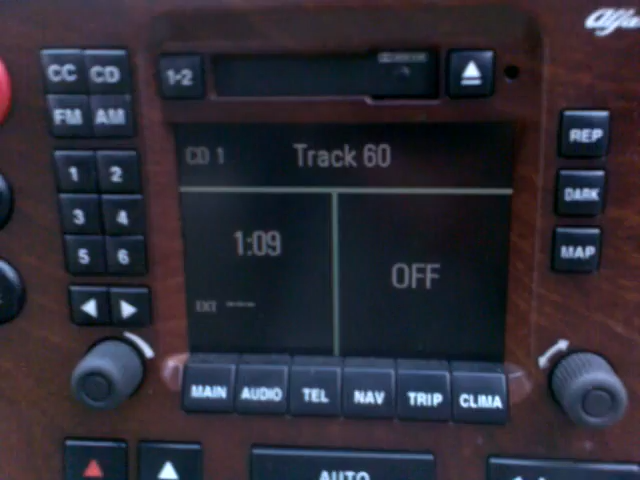 Alfa
CC CD
1-2
FM AM
CD 1 Track 60
REP
1 2
DARK
3 4
1:09
5 6
OFF
MAP
EXT ---
MAIN AUDIO TEL NAV TRIP CLIMA
AUTO